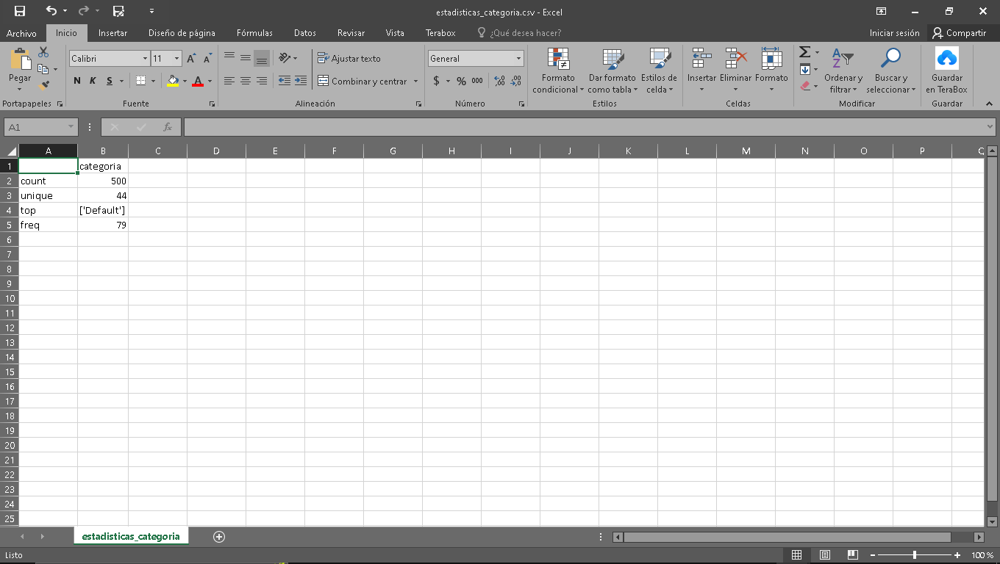 estadisticas_categoria.csv - Excel
Archivo Inicio Insertar Diseño de página Fórmulas Datos Revisar Vista Terabox ¿Qué desea hacer? Iniciar sesión Compartir
Pegar
Portapapeles
Calibri 11
N K S
Fuente
Ajustar texto
Combinar y centrar
Alineación
General
$ % 000
Número
Formato condicional
Dar formato como tabla
Estilos de celda
Estilos
Insertar Eliminar Formato
Celdas
Ordenar y filtrar
Buscar y seleccionar
Modificar
Guardar en TeraBox
Guardar
A1 fx
A B C D E F G H I J K L M N O P Q
1 categoria
2 count 500
3 unique 44
4 top ['Default']
5 freq 79
6
7
8
9
10
11
12
13
14
15
16
17
18
19
20
21
22
23
24
25
estadisticas_categoria
Listo 100 %